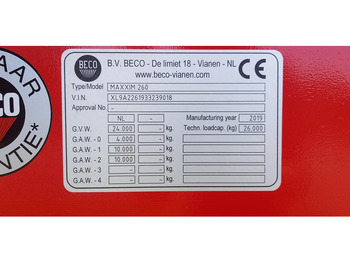 AAR
CO
NTIE*
BECO
B.V. BECO - De limiet 18 - Vianen - NL
www.beco-vianen.com
CE
Type/Model MAXXIM 260
V.I.N. XL9A2261933239018
Approval No -
NL -
Manufacturing year 2019
G.V.W. 24.000 - kg. Techn. loadcap. (kg.) 26.000
G.A.W. - 0 4.000 - kg.
G.A.W. - 1 10.000 - kg.
G.A.W. - 2 10.000 - kg.
G.A.W. - 3 - - kg.
G.A.W. - 4 - - kg.